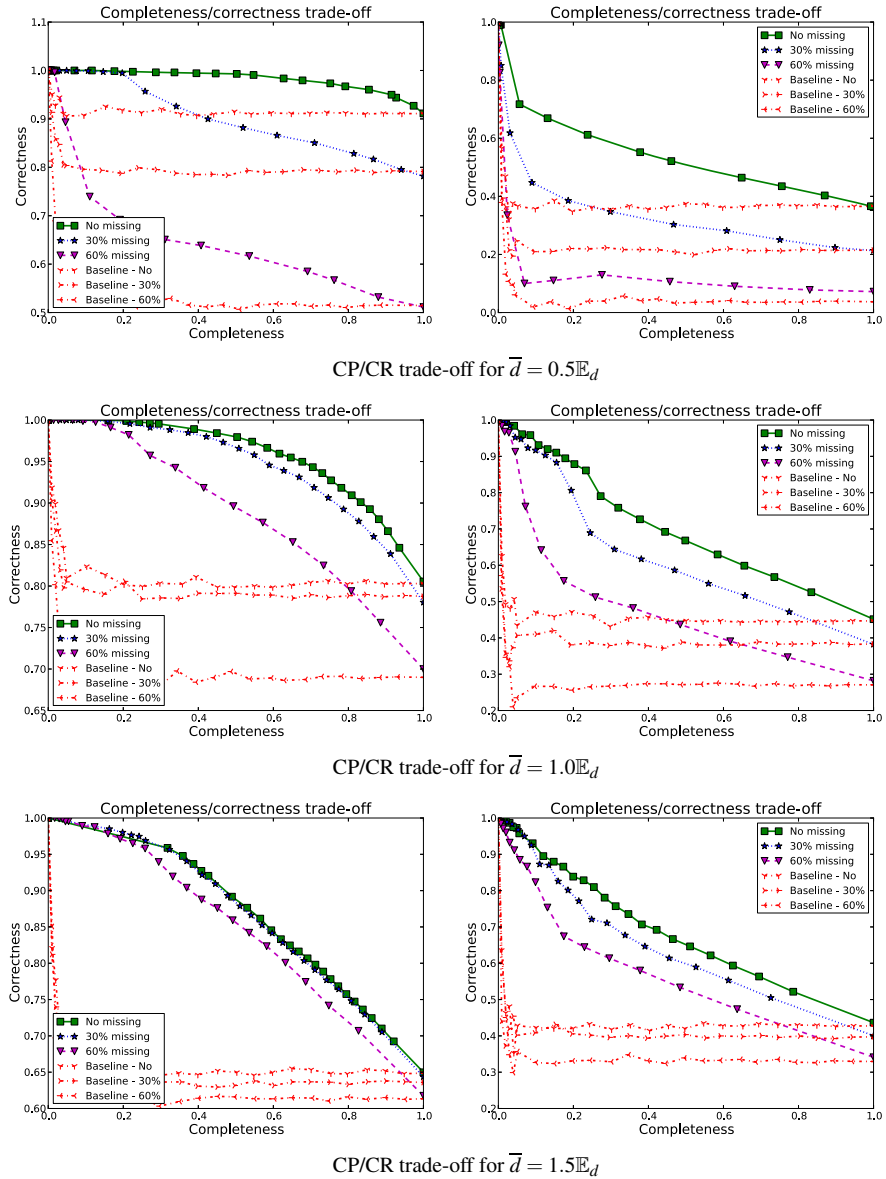 Completeness/correctness trade-off
1.1
1.0
0.9
0.8
0.7
0.6
0.5
Correctness
No missing
30% missing
60% missing
Baseline - No
Baseline - 30%
Baseline - 60%
0.0 0.2 0.4 0.6 0.8 1.0
Completeness
Completeness/correctness trade-off
1.0
0.8
0.6
0.4
0.2
0.0
Correctness
No missing
30% missing
60% missing
Baseline - No
Baseline - 30%
Baseline - 60%
0.0 0.2 0.4 0.6 0.8 1.0
Completeness
CP/CR trade-off for d̅ = 0.5𝔼_d
Completeness/correctness trade-off
1.00
0.95
0.90
0.85
0.80
0.75
0.70
0.65
Correctness
No missing
30% missing
60% missing
Baseline - No
Baseline - 30%
Baseline - 60%
0.0 0.2 0.4 0.6 0.8 1.0
Completeness
Completeness/correctness trade-off
1.0
0.9
0.8
0.7
0.6
0.5
0.4
0.3
0.2
Correctness
No missing
30% missing
60% missing
Baseline - No
Baseline - 30%
Baseline - 60%
0.0 0.2 0.4 0.6 0.8 1.0
Completeness
CP/CR trade-off for d̅ = 1.0𝔼_d
Completeness/correctness trade-off
1.00
0.95
0.90
0.85
0.80
0.75
0.70
0.65
0.60
Correctness
No missing
30% missing
60% missing
Baseline - No
Baseline - 30%
Baseline - 60%
0.0 0.2 0.4 0.6 0.8 1.0
Completeness
Completeness/correctness trade-off
1.0
0.9
0.8
0.7
0.6
0.5
0.4
0.3
0.2
Correctness
No missing
30% missing
60% missing
Baseline - No
Baseline - 30%
Baseline - 60%
0.0 0.2 0.4 0.6 0.8 1.0
Completeness
CP/CR trade-off for d̅ = 1.5𝔼_d